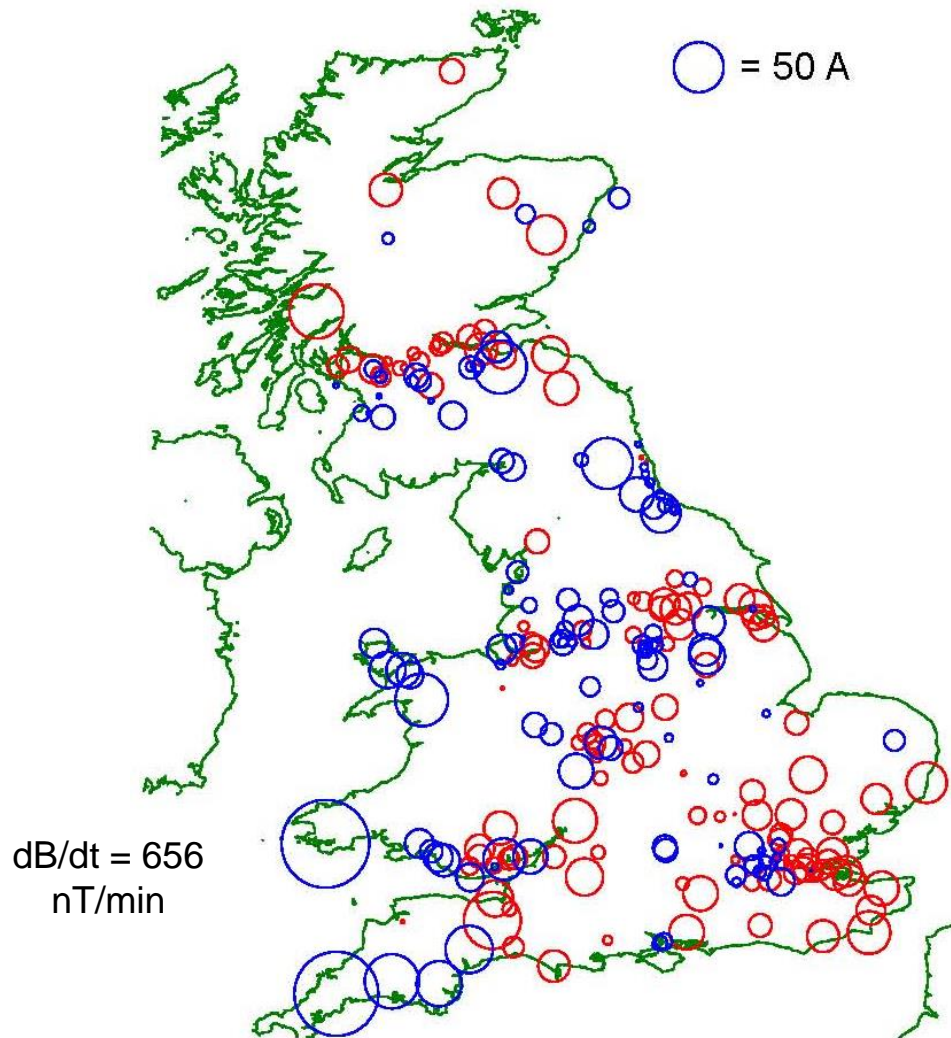 = 50 A
dB/dt = 656
nT/min